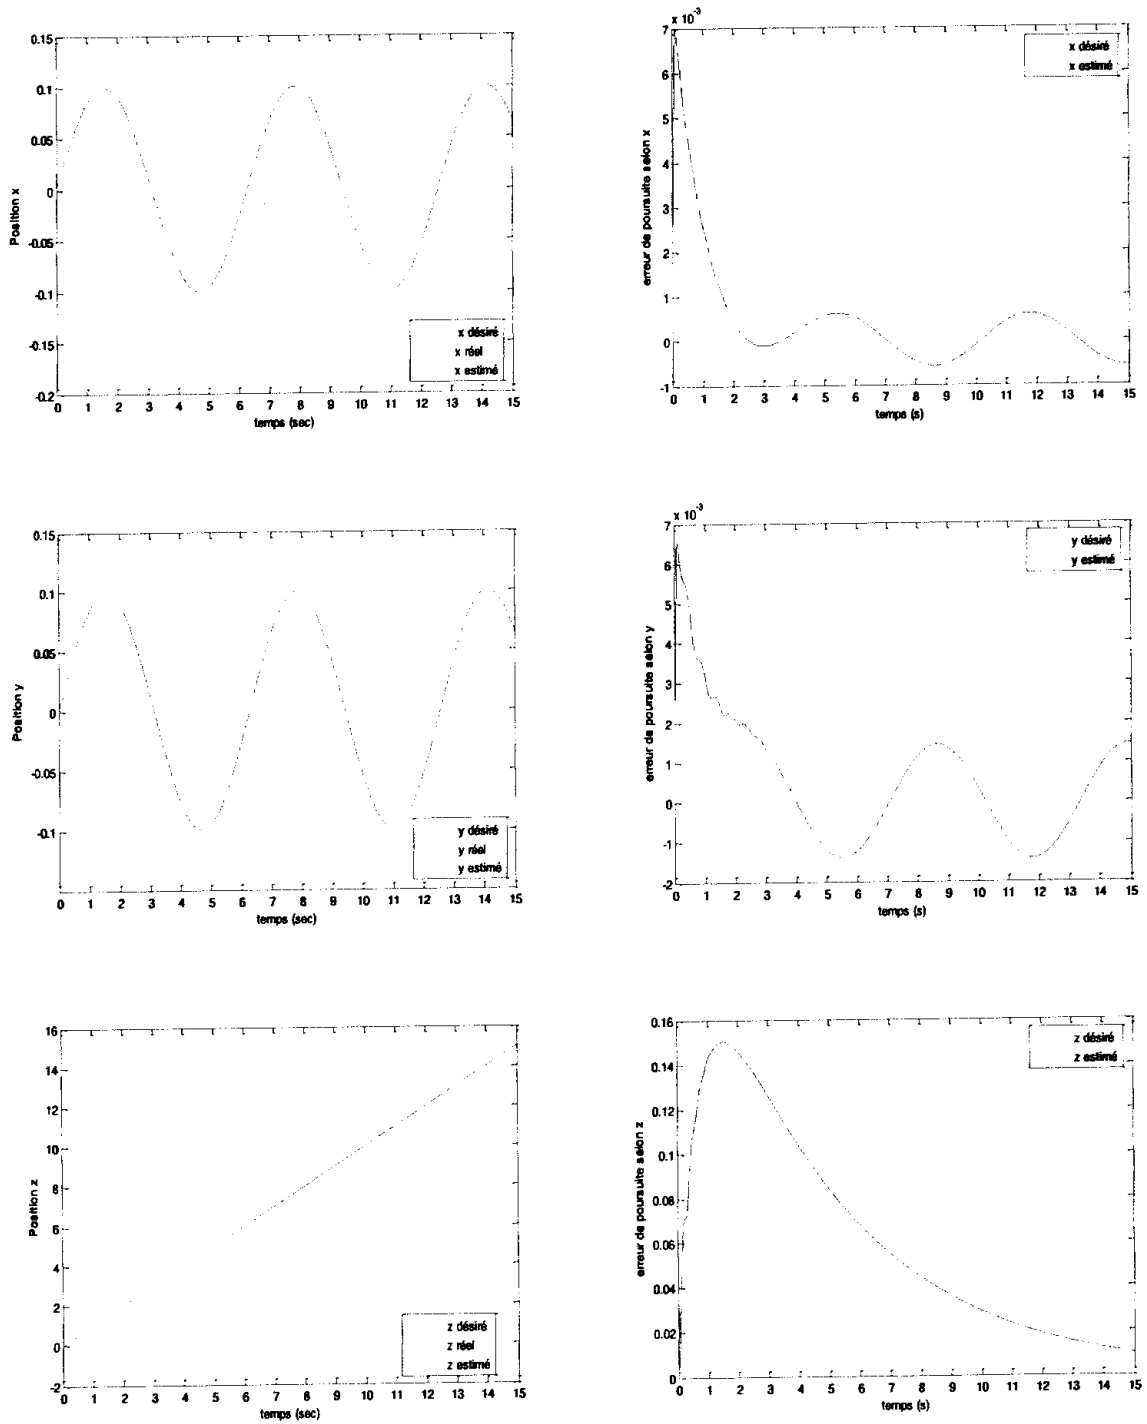 0.15
0.1
0.05
0
-0.05
-0.1
-0.15
-0.2
Position x
x désiré
x réel
x estimé
0 1 2 3 4 5 6 7 8 9 10 11 12 13 14 15
temps (sec)
x 10⁻³
7
6
5
4
3
2
1
0
-1
erreur de poursuite selon x
x désiré
x estimé
0 1 2 3 4 5 6 7 8 9 10 11 12 13 14 15
temps (s)
0.15
0.1
0.05
0
-0.05
-0.1
Position y
y désiré
y réel
y estimé
0 1 2 3 4 5 6 7 8 9 10 11 12 13 14 15
temps (sec)
x 10⁻³
7
6
5
4
3
2
1
0
-1
-2
erreur de poursuite selon y
y désiré
y estimé
0 1 2 3 4 5 6 7 8 9 10 11 12 13 14 15
temps (s)
16
14
12
10
8
6
4
2
0
-2
Position z
z désiré
z réel
z estimé
0 1 2 3 4 5 6 7 8 9 10 11 12 13 14 15
temps (sec)
0.16
0.14
0.12
0.1
0.08
0.06
0.04
0.02
0
erreur de poursuite selon z
z désiré
z estimé
0 1 2 3 4 5 6 7 8 9 10 11 12 13 14 15
temps (s)